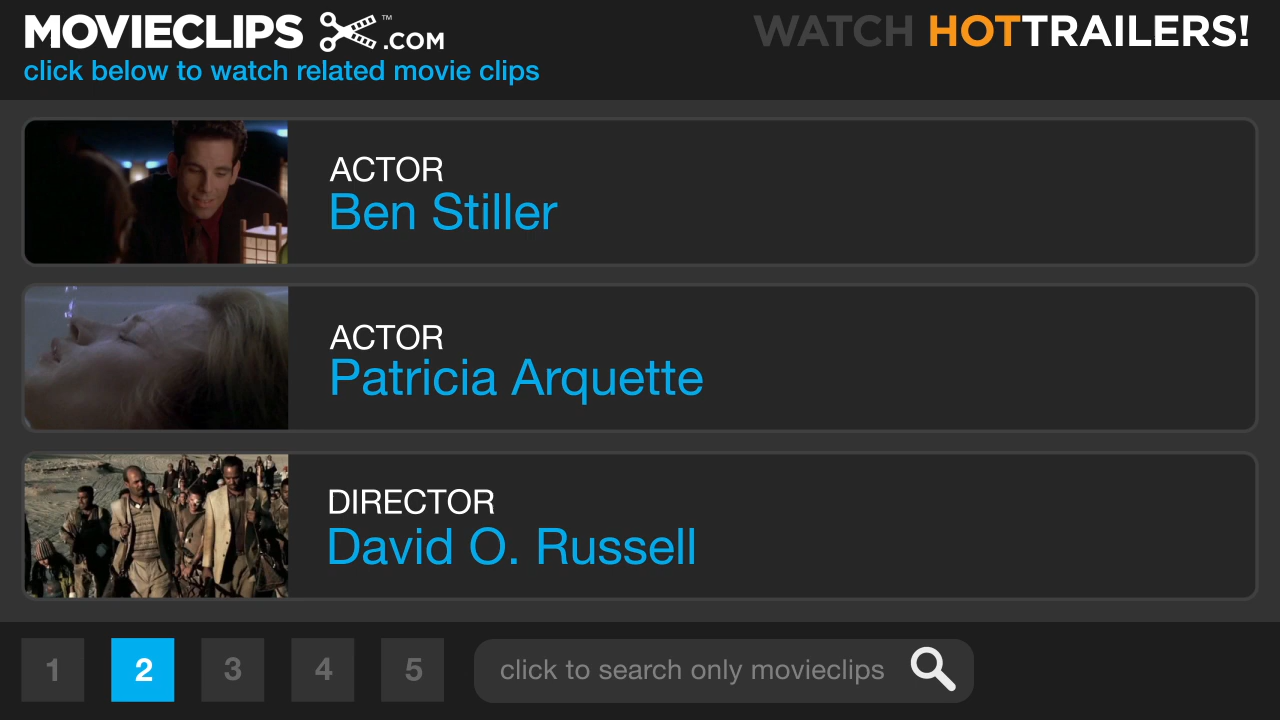 MOVIECLIPS ™ .COM
WATCH HOTTRAILERS!
click below to watch related movie clips
ACTOR
Ben Stiller
ACTOR
Patricia Arquette
DIRECTOR
David O. Russell
1 2 3 4 5 click to search only movieclips